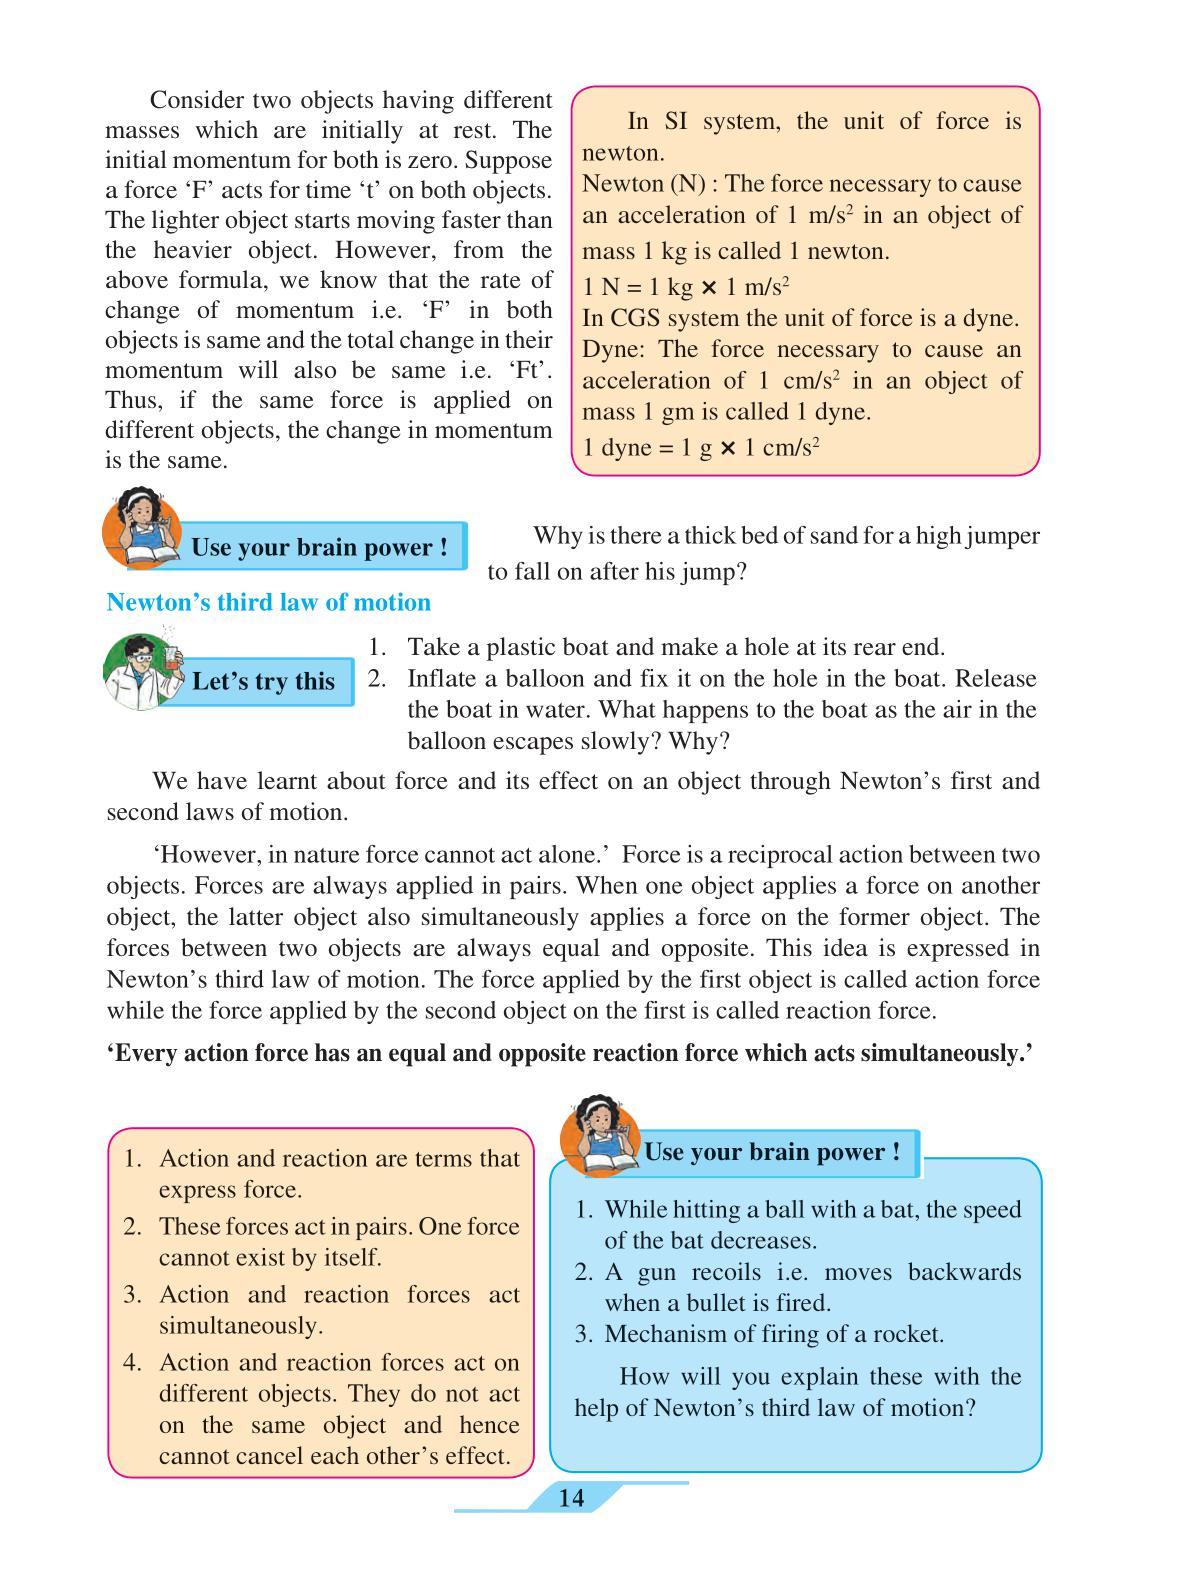 Consider two objects having different
masses which are initially at rest. The
initial momentum for both is zero. Suppose
a force ‘F’ acts for time ‘t’ on both objects.
The lighter object starts moving faster than
the heavier object. However, from the
above formula, we know that the rate of
change of momentum i.e. ‘F’ in both
objects is same and the total change in their
momentum will also be same i.e. ‘Ft’.
Thus, if the same force is applied on
different objects, the change in momentum
is the same.
In SI system, the unit of force is
newton.
Newton (N) : The force necessary to cause
an acceleration of 1 m/s² in an object of
mass 1 kg is called 1 newton.
1 N = 1 kg × 1 m/s²
In CGS system the unit of force is a dyne.
Dyne: The force necessary to cause an
acceleration of 1 cm/s² in an object of
mass 1 gm is called 1 dyne.
1 dyne = 1 g × 1 cm/s²
Use your brain power !
Why is there a thick bed of sand for a high jumper
to fall on after his jump?
Newton’s third law of motion
Let’s try this
1. Take a plastic boat and make a hole at its rear end.
2. Inflate a balloon and fix it on the hole in the boat. Release
the boat in water. What happens to the boat as the air in the
balloon escapes slowly? Why?
We have learnt about force and its effect on an object through Newton’s first and
second laws of motion.
‘However, in nature force cannot act alone.’ Force is a reciprocal action between two
objects. Forces are always applied in pairs. When one object applies a force on another
object, the latter object also simultaneously applies a force on the former object. The
forces between two objects are always equal and opposite. This idea is expressed in
Newton’s third law of motion. The force applied by the first object is called action force
while the force applied by the second object on the first is called reaction force.
‘Every action force has an equal and opposite reaction force which acts simultaneously.’
1. Action and reaction are terms that
express force.
2. These forces act in pairs. One force
cannot exist by itself.
3. Action and reaction forces act
simultaneously.
4. Action and reaction forces act on
different objects. They do not act
on the same object and hence
cannot cancel each other’s effect.
Use your brain power !
1. While hitting a ball with a bat, the speed
of the bat decreases.
2. A gun recoils i.e. moves backwards
when a bullet is fired.
3. Mechanism of firing of a rocket.
How will you explain these with the
help of Newton’s third law of motion?
14